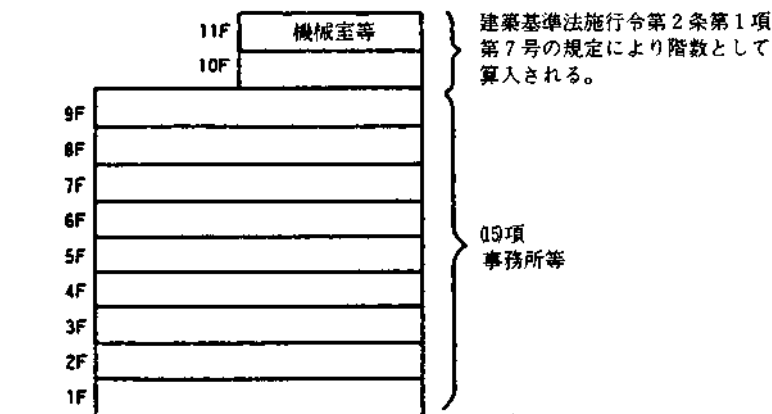 11F 機械室等
10F
9F
8F
7F
6F
5F
4F
3F
2F
1F
建築基準法施行令第2条第1項
第7号の規定により階数として
算入される。
(15)項
事務所等